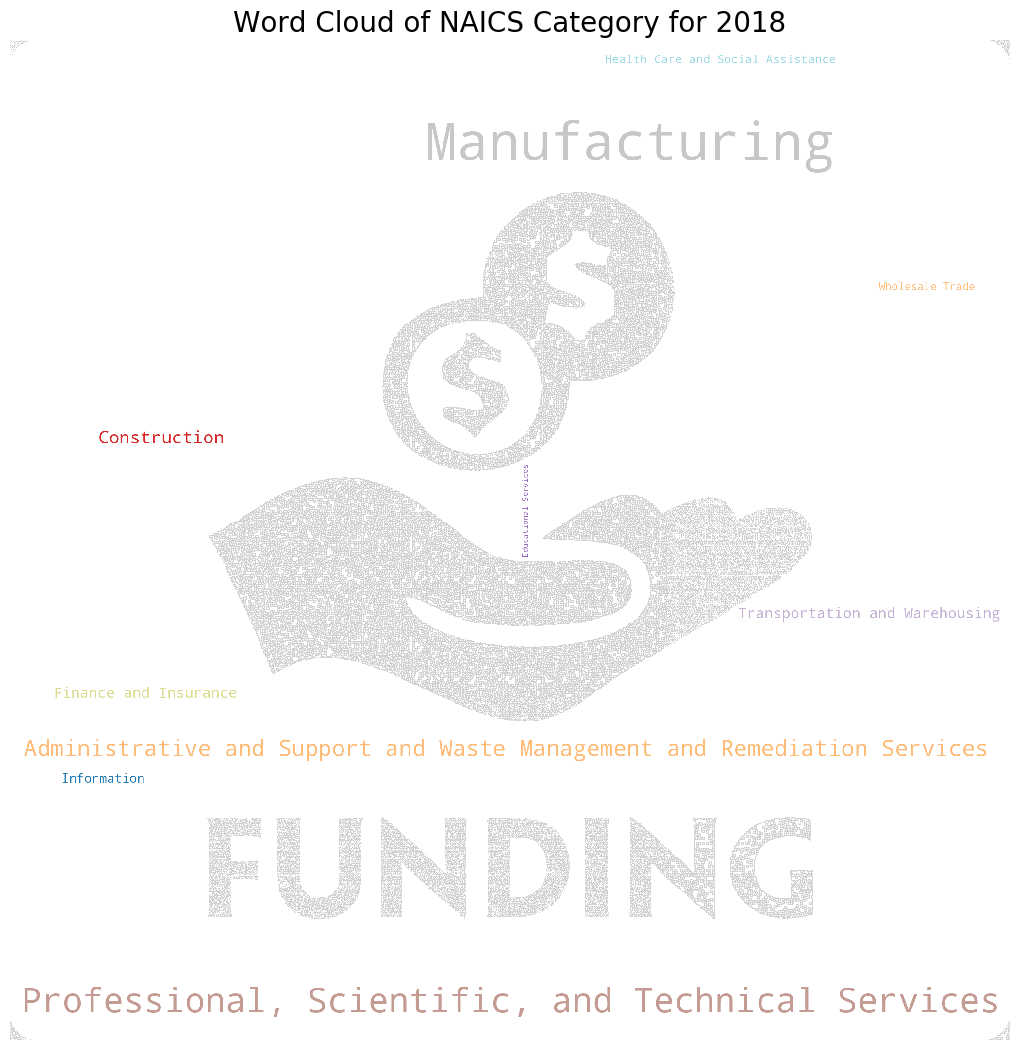 Word Cloud of NAICS Category for 2018
Health Care and Social Assistance
Manufacturing
$
Wholesale Trade
$
Construction
Educational Services
Transportation and Warehousing
Finance and Insurance
Administrative and Support and Waste Management and Remediation Services
Information
FUNDING
Professional, Scientific, and Technical Services